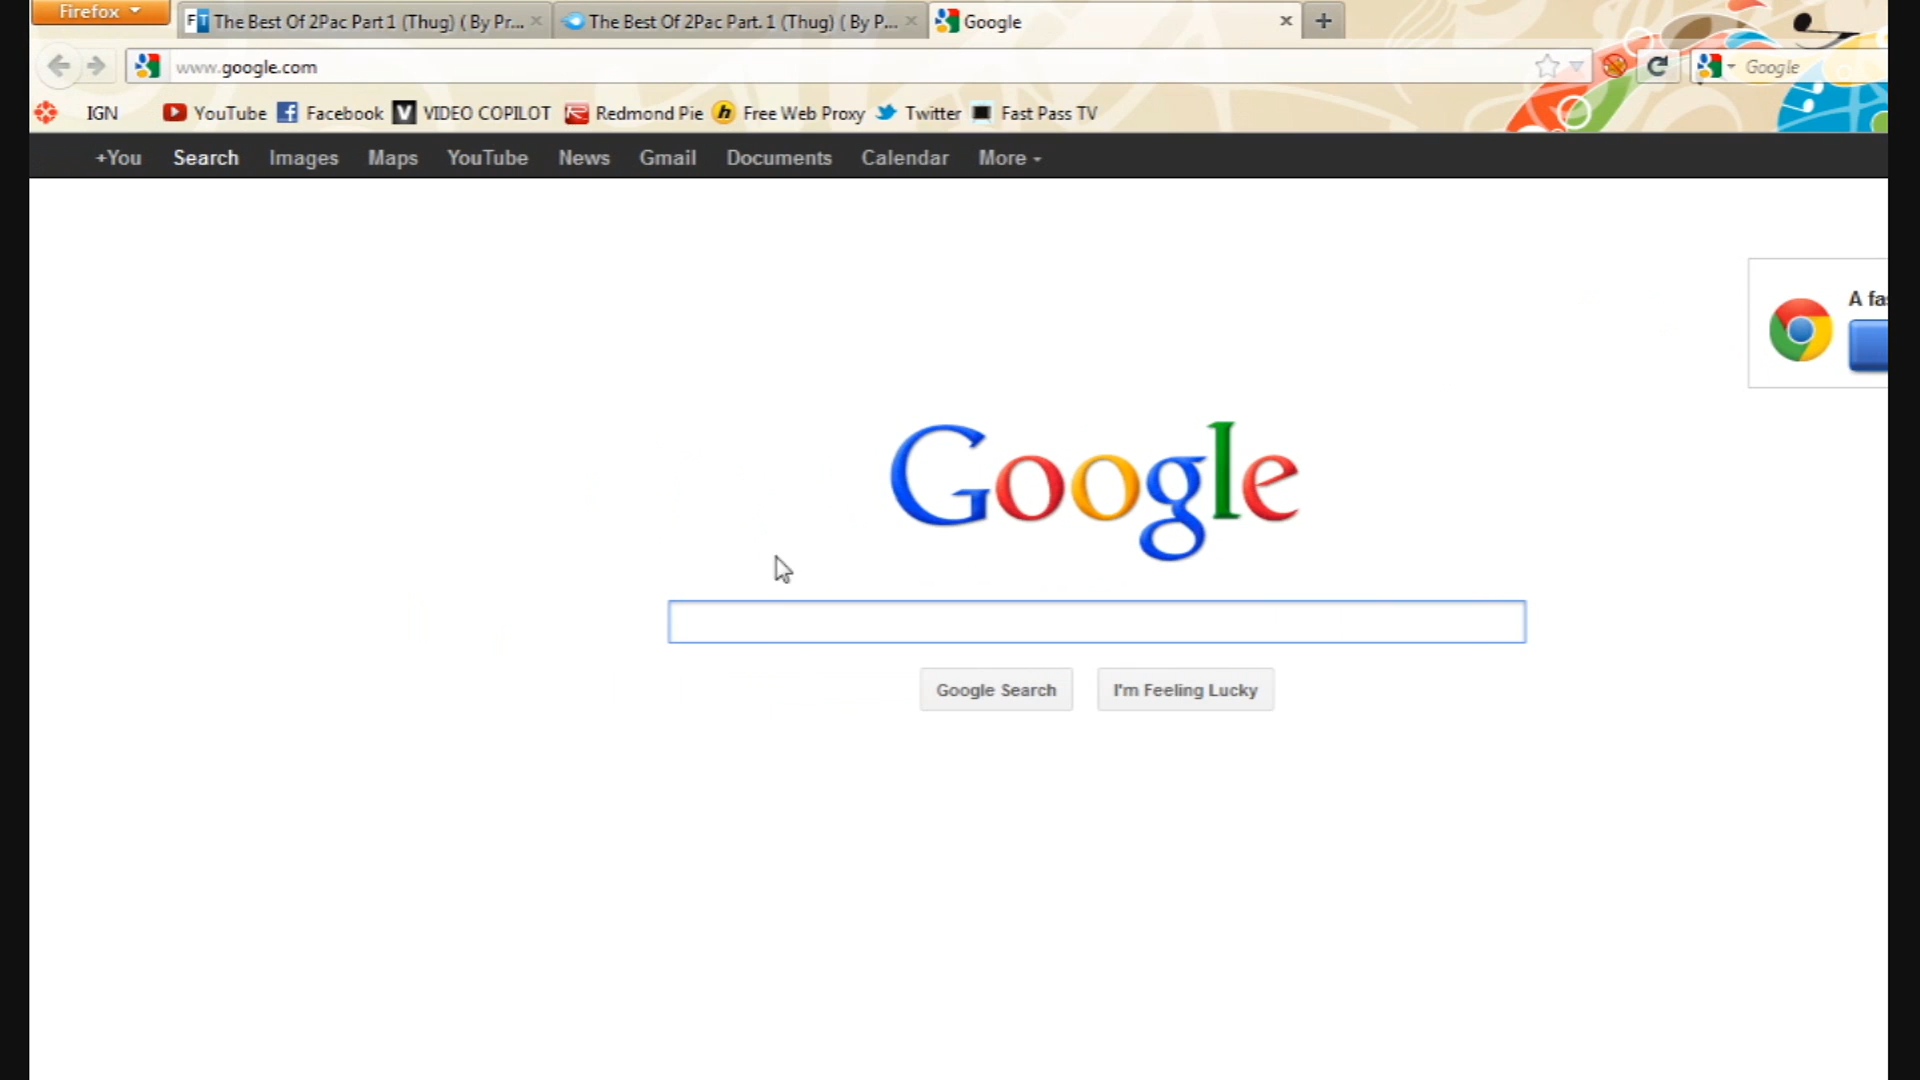 Firefox
FT The Best Of 2Pac Part 1 (Thug) ( By Pr...
The Best Of 2Pac Part. 1 (Thug) ( By P...
Google
www.google.com
Google
IGN YouTube Facebook V VIDEO COPILOT Redmond Pie h Free Web Proxy Twitter Fast Pass TV
+You Search Images Maps YouTube News Gmail Documents Calendar More
A fa
Google
Google Search I'm Feeling Lucky